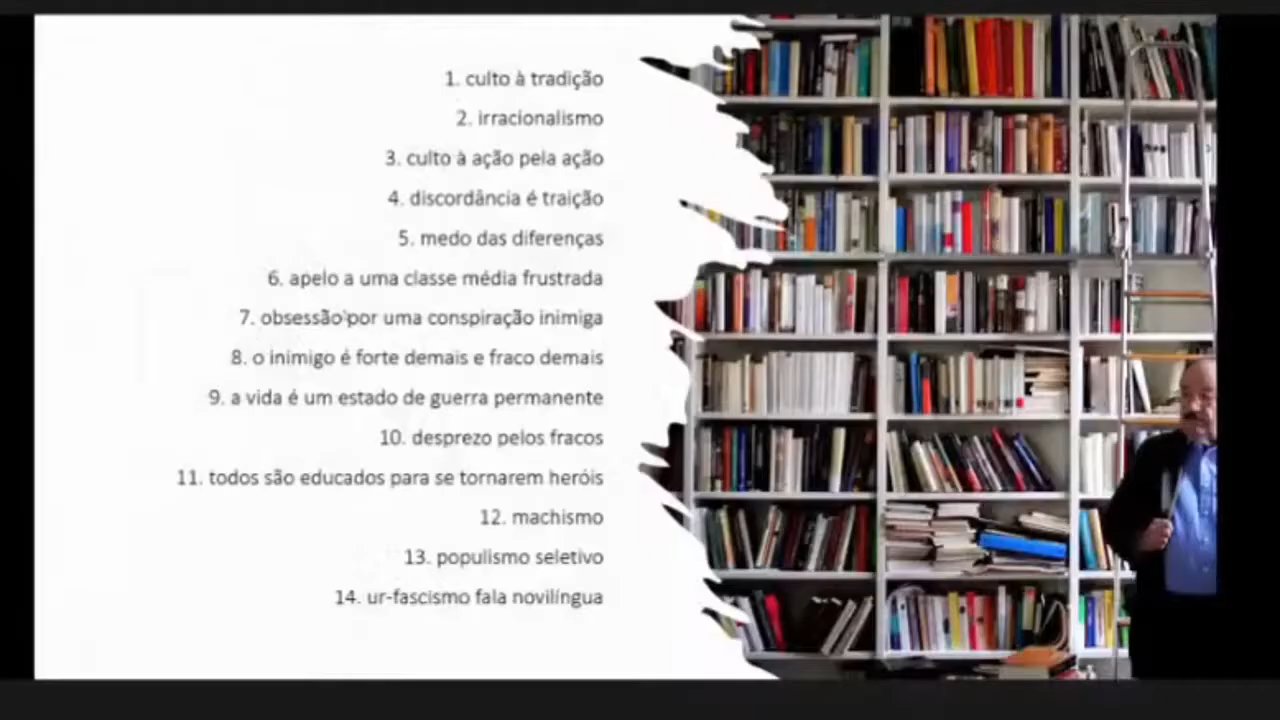 1. culto à tradição
2. irracionalismo
3. culto à ação pela ação
4. discordância é traição
5. medo das diferenças
6. apelo a uma classe média frustrada
7. obsessão por uma conspiração inimiga
8. o inimigo é forte demais e fraco demais
9. a vida é um estado de guerra permanente
10. desprezo pelos fracos
11. todos são educados para se tornarem heróis
12. machismo
13. populismo seletivo
14. ur-fascismo fala novilíngua